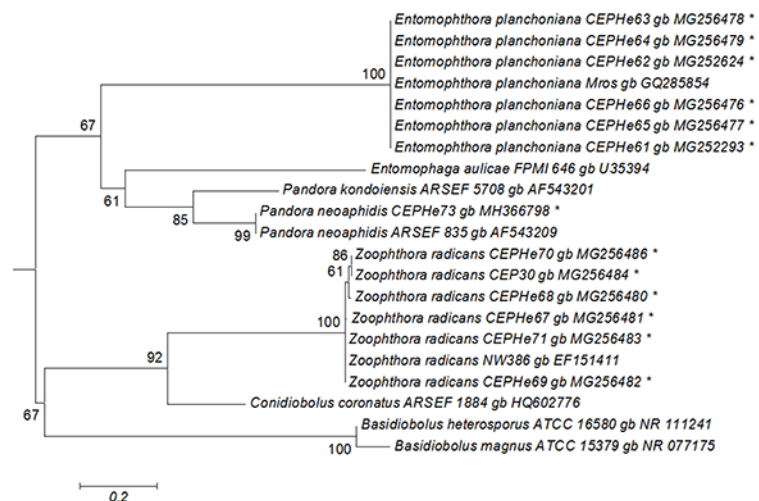 Entomophthora planchoniana CEPHe63 gb MG256478 *
Entomophthora planchoniana CEPHe64 gb MG256479 *
Entomophthora planchoniana CEPHe62 gb MG252624 *
100
Entomophthora planchoniana Mros gb GQ285854
Entomophthora planchoniana CEPHe66 gb MG256476 *
Entomophthora planchoniana CEPHe65 gb MG256477 *
67
Entomophthora planchoniana CEPHe61 gb MG252293 *
Entomophaga aulicae FPMI 646 gb U35394
Pandora kondoiensis ARSEF 5708 gb AF543201
61
Pandora neoaphidis CEPHe73 gb MH366798 *
85
Pandora neoaphidis ARSEF 835 gb AF543209
99
Zoophthora radicans CEPHe70 gb MG256486 *
86
Zoophthora radicans CEP30 gb MG256484 *
61
Zoophthora radicans CEPHe68 gb MG256480 *
Zoophthora radicans CEPHe67 gb MG256481 *
100
Zoophthora radicans CEPHe71 gb MG256483 *
Zoophthora radicans NW386 gb EF151411
92
Zoophthora radicans CEPHe69 gb MG256482 *
Conidiobolus coronatus ARSEF 1884 gb HQ602776
67
Basidiobolus heterosporus ATCC 16580 gb NR 111241
Basidiobolus magnus ATCC 15379 gb NR 077175
100
0.2